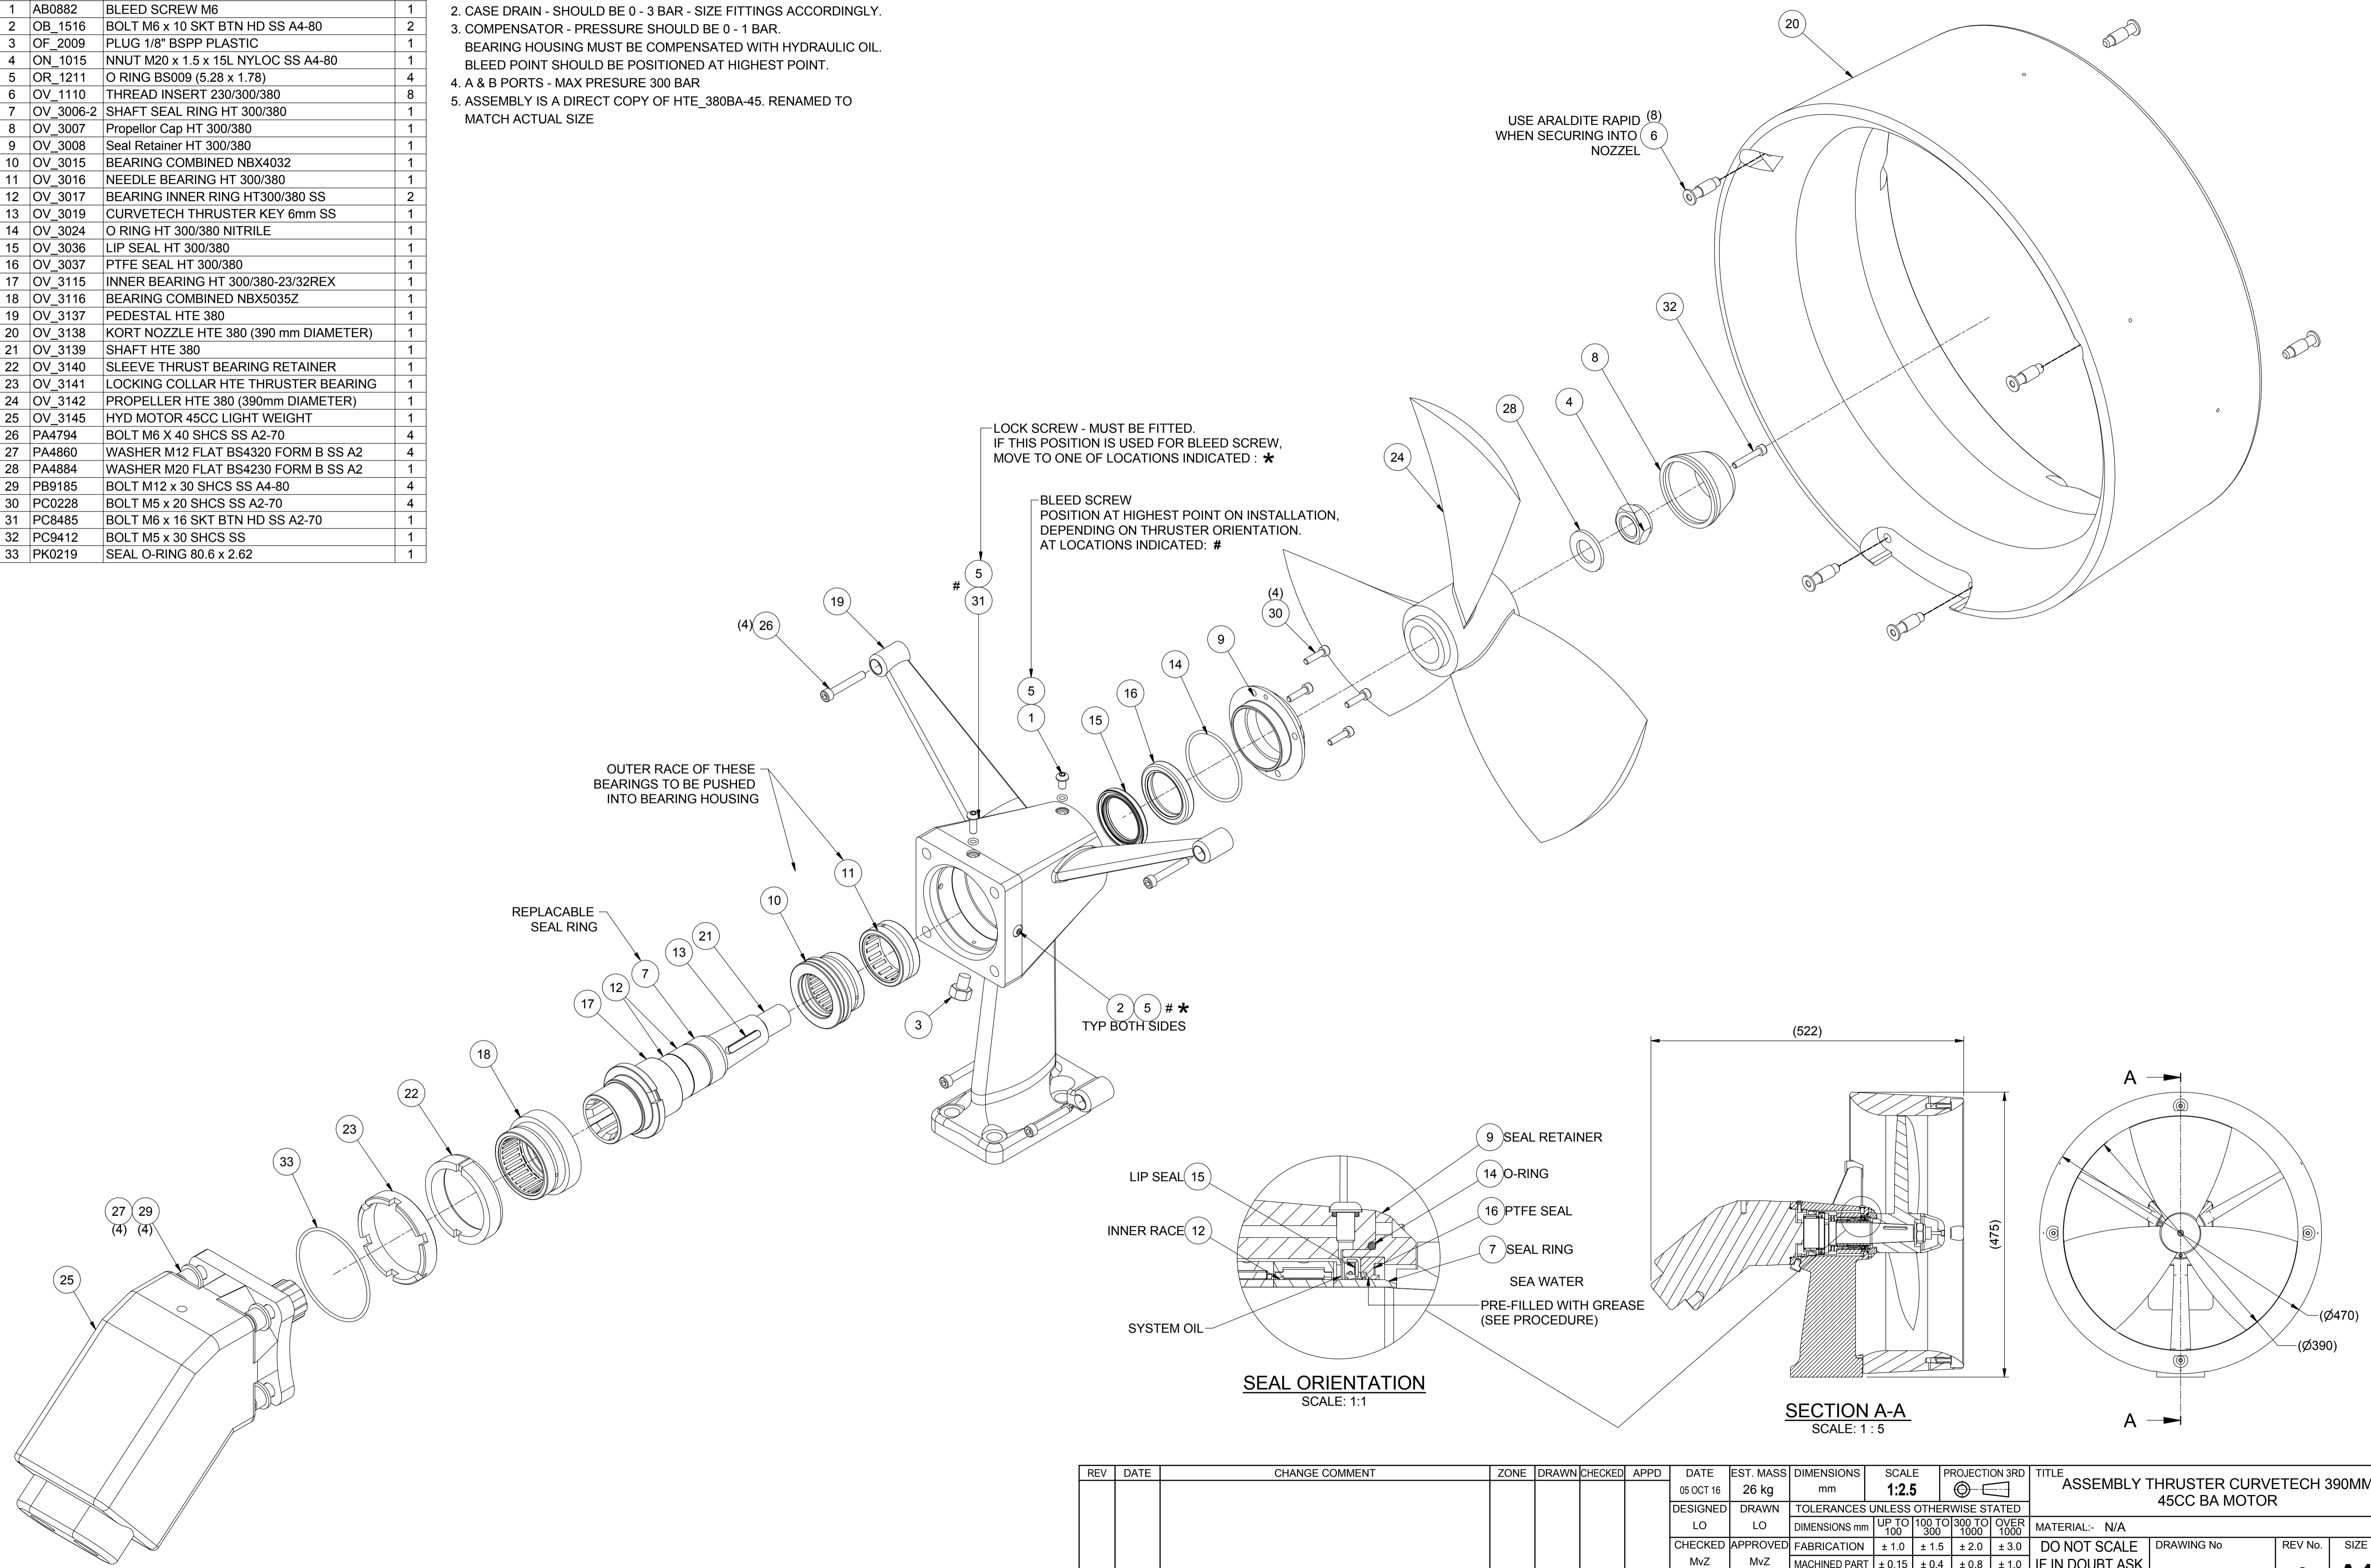 1 AB0882 BLEED SCREW M6 1
2 OB_1516 BOLT M6 x 10 SKT BTN HD SS A4-80 2
3 OF_2009 PLUG 1/8" BSPP PLASTIC 1
4 ON_1015 NNUT M20 x 1.5 x 15L NYLOC SS A4-80 1
5 OR_1211 O RING BS009 (5.28 x 1.78) 4
6 OV_1110 THREAD INSERT 230/300/380 8
7 OV_3006-2 SHAFT SEAL RING HT 300/380 1
8 OV_3007 Propellor Cap HT 300/380 1
9 OV_3008 Seal Retainer HT 300/380 1
10 OV_3015 BEARING COMBINED NBX4032 1
11 OV_3016 NEEDLE BEARING HT 300/380 1
12 OV_3017 BEARING INNER RING HT300/380 SS 2
13 OV_3019 CURVETECH THRUSTER KEY 6mm SS 1
14 OV_3024 O RING HT 300/380 NITRILE 1
15 OV_3036 LIP SEAL HT 300/380 1
16 OV_3037 PTFE SEAL HT 300/380 1
17 OV_3115 INNER BEARING HT 300/380-23/32REX 1
18 OV_3116 BEARING COMBINED NBX5035Z 1
19 OV_3137 PEDESTAL HTE 380 1
20 OV_3138 KORT NOZZLE HTE 380 (390 mm DIAMETER) 1
21 OV_3139 SHAFT HTE 380 1
22 OV_3140 SLEEVE THRUST BEARING RETAINER 1
23 OV_3141 LOCKING COLLAR HTE THRUSTER BEARING 1
24 OV_3142 PROPELLER HTE 380 (390mm DIAMETER) 1
25 OV_3145 HYD MOTOR 45CC LIGHT WEIGHT 1
26 PA4794 BOLT M6 X 40 SHCS SS A2-70 4
27 PA4860 WASHER M12 FLAT BS4320 FORM B SS A2 4
28 PA4884 WASHER M20 FLAT BS4230 FORM B SS A2 1
29 PB9185 BOLT M12 x 30 SHCS SS A4-80 4
30 PC0228 BOLT M5 x 20 SHCS SS A2-70 4
31 PC8485 BOLT M6 x 16 SKT BTN HD SS A2-70 1
32 PC9412 BOLT M5 x 30 SHCS SS 1
33 PK0219 SEAL O-RING 80.6 x 2.62 1
2. CASE DRAIN - SHOULD BE 0 - 3 BAR - SIZE FITTINGS ACCORDINGLY.
3. COMPENSATOR - PRESSURE SHOULD BE 0 - 1 BAR.
BEARING HOUSING MUST BE COMPENSATED WITH HYDRAULIC OIL.
BLEED POINT SHOULD BE POSITIONED AT HIGHEST POINT.
4. A & B PORTS - MAX PRESURE 300 BAR
5. ASSEMBLY IS A DIRECT COPY OF HTE_380BA-45. RENAMED TO
MATCH ACTUAL SIZE
20
USE ARALDITE RAPID (8)
WHEN SECURING INTO 6
NOZZEL
32
8
4
28
24
LOCK SCREW - MUST BE FITTED.
IF THIS POSITION IS USED FOR BLEED SCREW,
MOVE TO ONE OF LOCATIONS INDICATED : *
BLEED SCREW
POSITION AT HIGHEST POINT ON INSTALLATION,
DEPENDING ON THRUSTER ORIENTATION.
AT LOCATIONS INDICATED: #
5
#
31
(4)
30
19
(4) 26
9
14
16
5
1
15
OUTER RACE OF THESE
BEARINGS TO BE PUSHED
INTO BEARING HOUSING
11
10
REPLACABLE
SEAL RING
21
13
7
12
17
3
2 5 # *
TYP BOTH SIDES
18
22
23
33
27 29
(4) (4)
25
9 SEAL RETAINER
LIP SEAL 15
14 O-RING
16 PTFE SEAL
INNER RACE 12
7 SEAL RING
SEA WATER
PRE-FILLED WITH GREASE
(SEE PROCEDURE)
SYSTEM OIL
SEAL ORIENTATION
SCALE: 1:1
(522)
(475)
SECTION A-A
SCALE: 1 : 5
A
(Ø470)
(Ø390)
A
REV DATE CHANGE COMMENT ZONE DRAWN CHECKED APPD
DATE EST. MASS DIMENSIONS SCALE PROJECTION 3RD
05 OCT 16 26 kg mm 1:2.5
TITLE ASSEMBLY THRUSTER CURVETECH 390MM
45CC BA MOTOR
DESIGNED DRAWN TOLERANCES UNLESS OTHERWISE STATED
LO LO DIMENSIONS mm UP TO 100 100 TO 300 300 TO 1000 OVER 1000
MATERIAL:- N/A
CHECKED APPROVED FABRICATION ± 1.0 ± 1.5 ± 2.0 ± 3.0
MvZ MvZ MACHINED PART ± 0.15 ± 0.4 ± 0.8 ± 1.0
DO NOT SCALE DRAWING No REV No. SIZE
IF IN DOUBT ASK